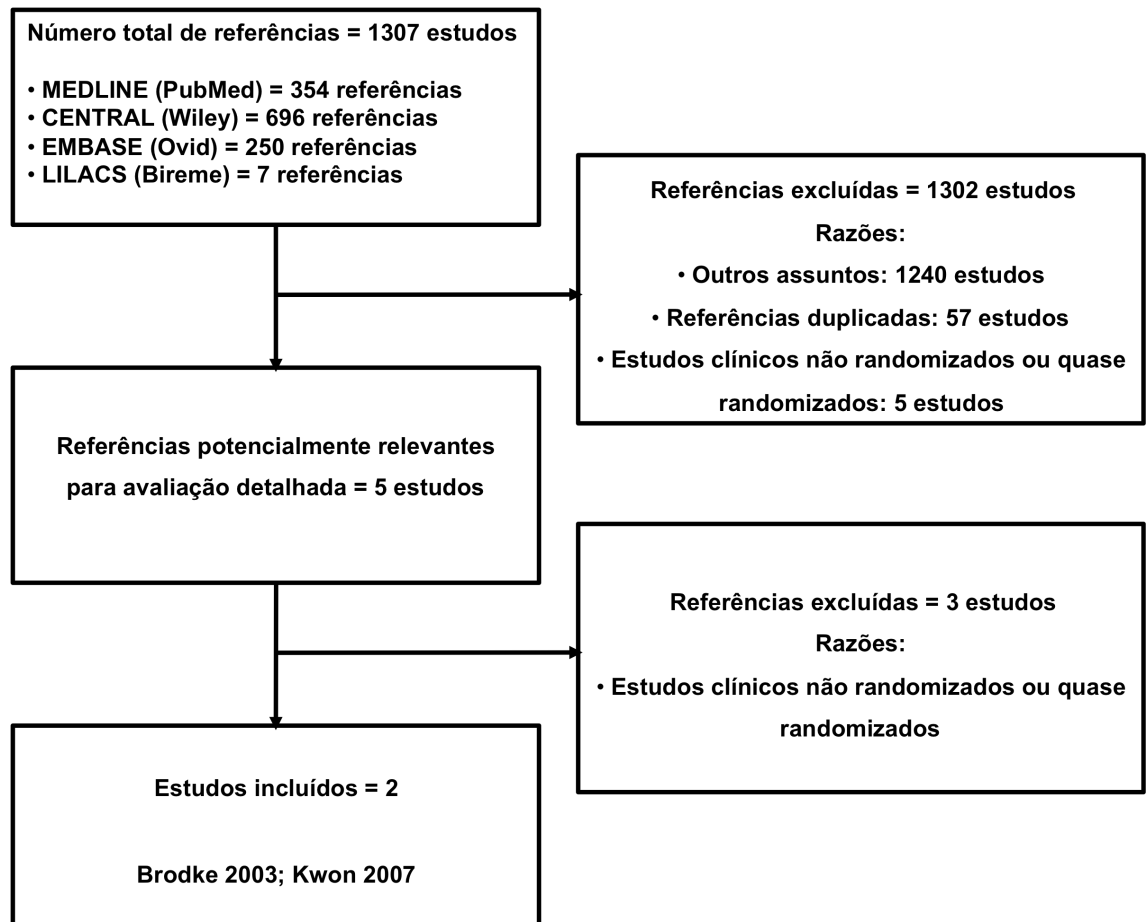 Número total de referências = 1307 estudos
• MEDLINE (PubMed) = 354 referências
• CENTRAL (Wiley) = 696 referências
• EMBASE (Ovid) = 250 referências
• LILACS (Bireme) = 7 referências
Referências excluídas = 1302 estudos
Razões:
• Outros assuntos: 1240 estudos
• Referências duplicadas: 57 estudos
• Estudos clínicos não randomizados ou quase
randomizados: 5 estudos
Referências potencialmente relevantes
para avaliação detalhada = 5 estudos
Referências excluídas = 3 estudos
Razões:
• Estudos clínicos não randomizados ou quase
randomizados
Estudos incluídos = 2
Brodke 2003; Kwon 2007